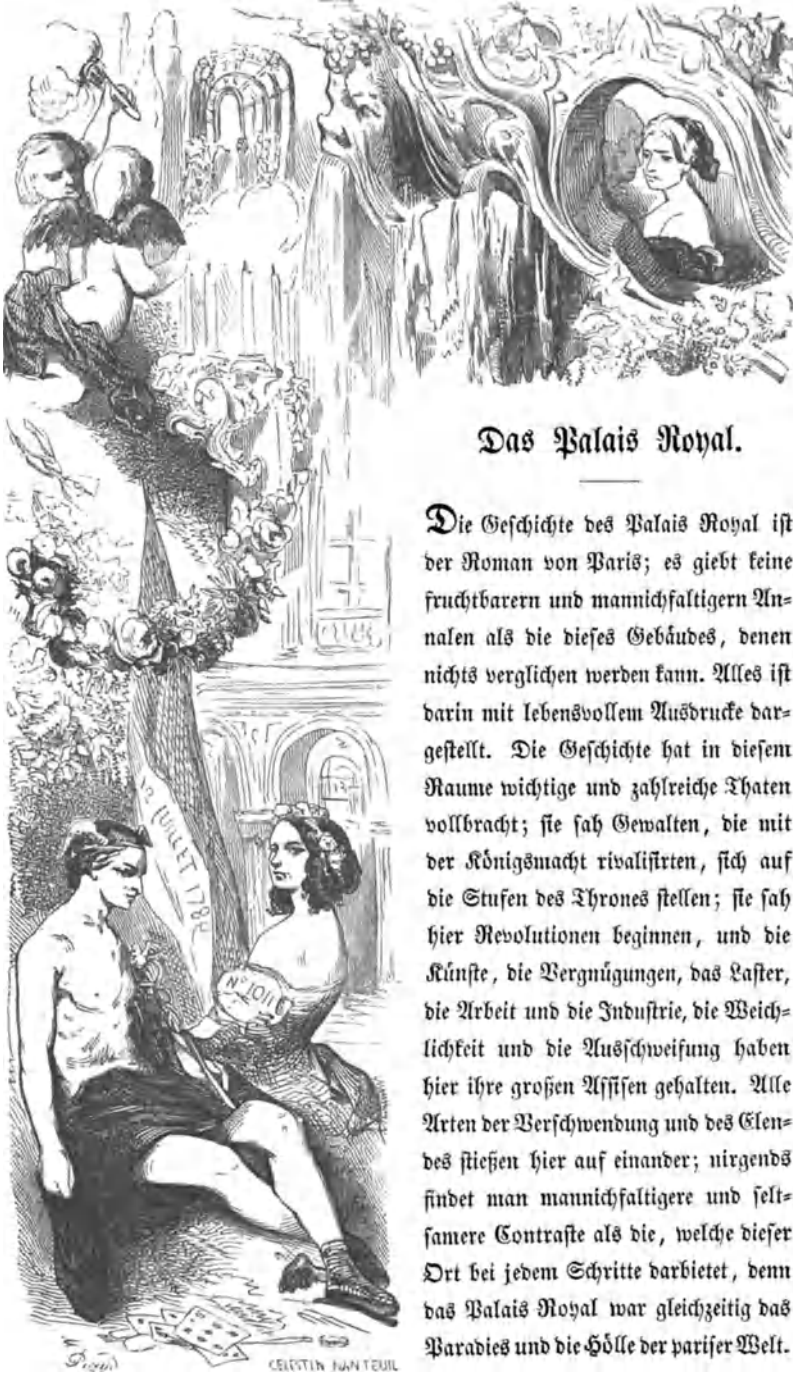 Das Palais Royal.
Die Geschichte des Palais Royal ist
der Roman von Paris; es giebt keine
fruchtbarern und mannichfaltigern An=
nalen als die dieses Gebäudes, denen
nichts verglichen werden kann. Alles ist
darin mit lebensvollem Ausdrucke dar=
gestellt. Die Geschichte hat in diesem
Raume wichtige und zahlreiche Thaten
vollbracht; sie sah Gewalten, die mit
der Königsmacht rivalisirten, sich auf
die Stufen des Thrones stellen; sie sah
hier Revolutionen beginnen, und die
Künste, die Vergnügungen, das Laster,
die Arbeit und die Industrie, die Weich=
lichkeit und die Ausschweifung haben
hier ihre großen Assisen gehalten. Alle
Arten der Verschwendung und des Elen=
des stießen hier auf einander; nirgends
findet man mannichfaltigere und selt=
samere Contraste als die, welche dieser
Ort bei jedem Schritte darbietet, denn
das Palais Royal war gleichzeitig das
Paradies und die Hölle der pariser Welt.
12 JUILLET 178
No 1011
CELESTIN NANTEUIL